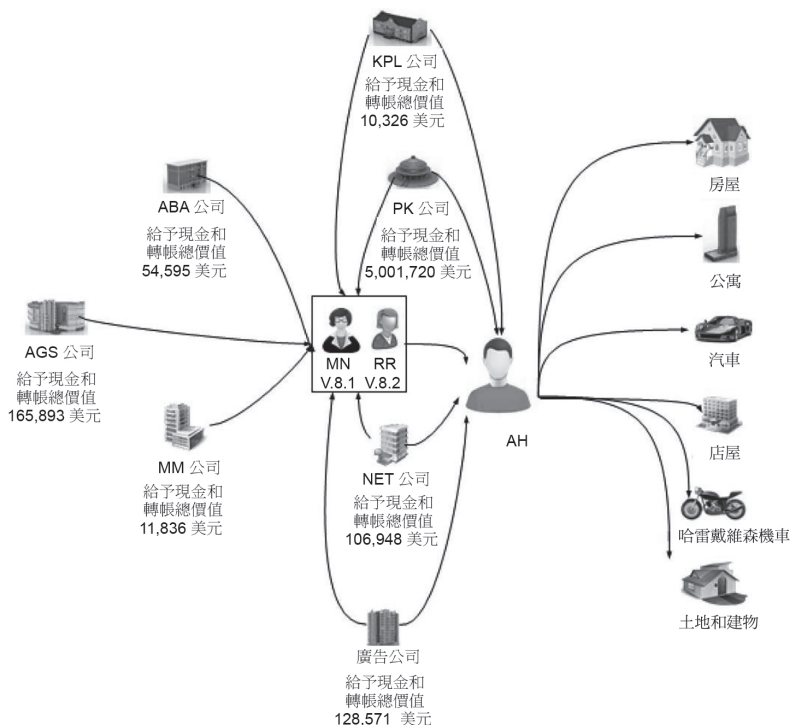 KPL 公司
給予現金和
轉帳總價值
10,326 美元
ABA 公司
給予現金和
轉帳總價值
54,595 美元
PK 公司
給予現金和
轉帳總價值
5,001,720 美元
AGS 公司
給予現金和
轉帳總價值
165,893 美元
MN
V.8.1
RR
V.8.2
AH
MM 公司
給予現金和
轉帳總價值
11,836 美元
NET 公司
給予現金和
轉帳總價值
106,948 美元
廣告公司
給予現金和
轉帳總價值
128,571 美元
房屋
公寓
汽車
店屋
哈雷戴維森機車
土地和建物